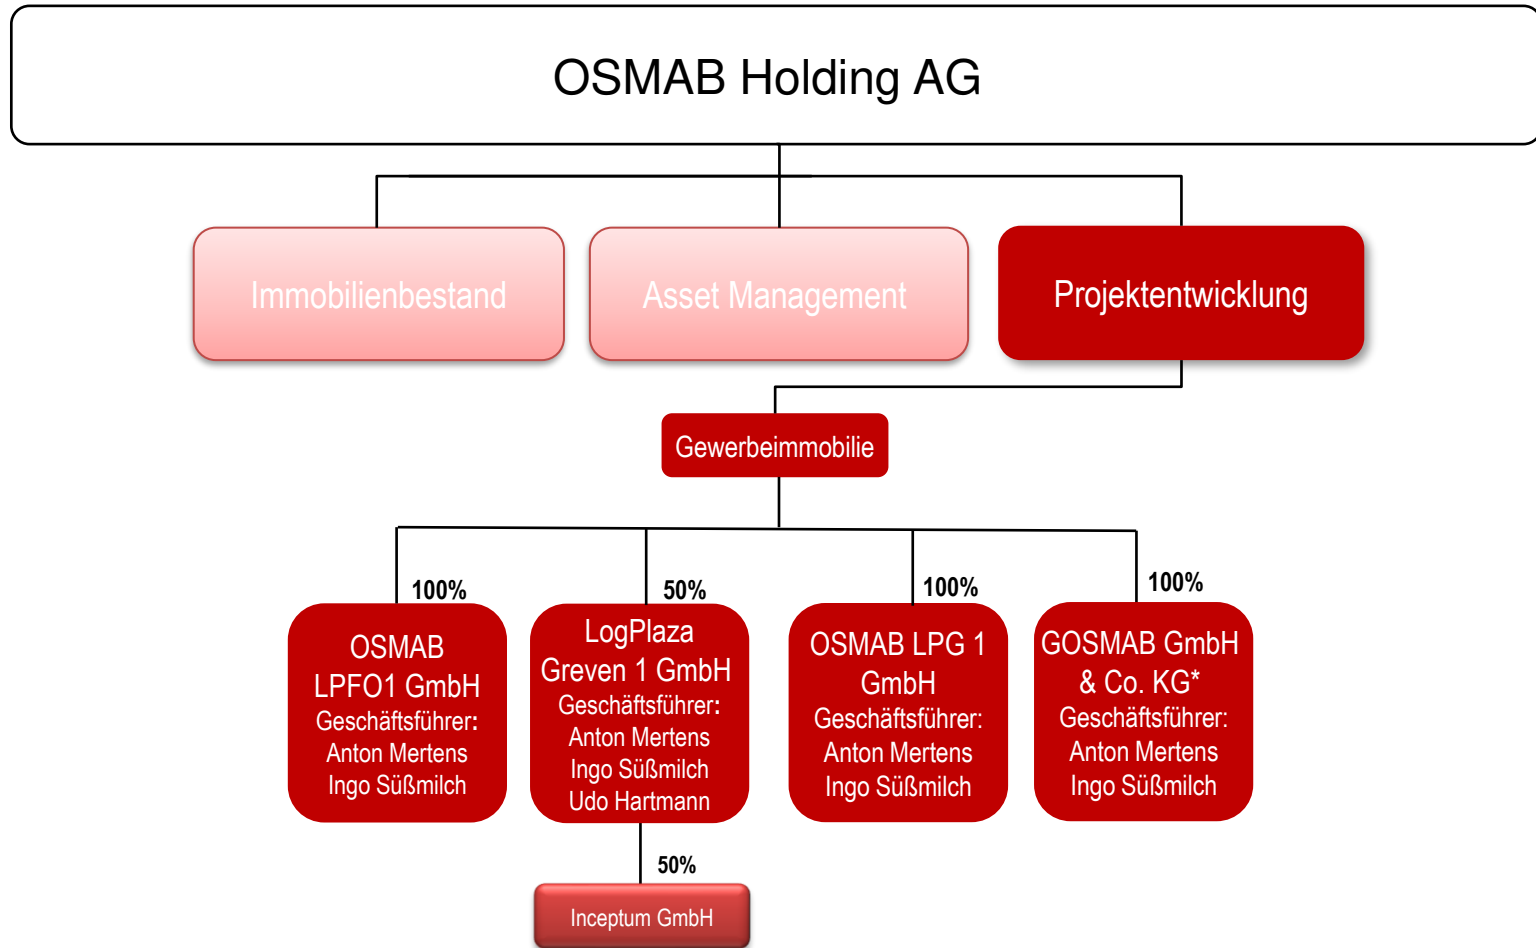 OSMAB Holding AG
Immobilienbestand
Asset Management
Projektentwicklung
Gewerbeimmobilie
100%
OSMAB
LPFO1 GmbH
Geschäftsführer:
Anton Mertens
Ingo Süßmilch
50%
LogPlaza
Greven 1 GmbH
Geschäftsführer:
Anton Mertens
Ingo Süßmilch
Udo Hartmann
100%
OSMAB LPG 1
GmbH
Geschäftsführer:
Anton Mertens
Ingo Süßmilch
100%
GOSMAB GmbH
& Co. KG*
Geschäftsführer:
Anton Mertens
Ingo Süßmilch
50%
Inceptum GmbH